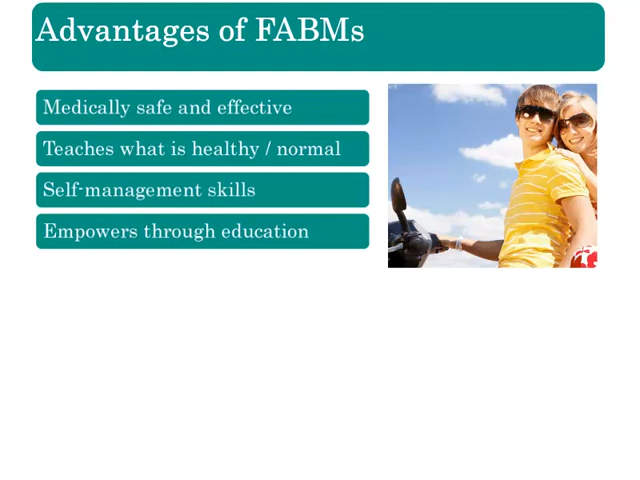 Advantages of FABMs
Medically safe and effective
Teaches what is healthy / normal
Self-management skills
Empowers through education